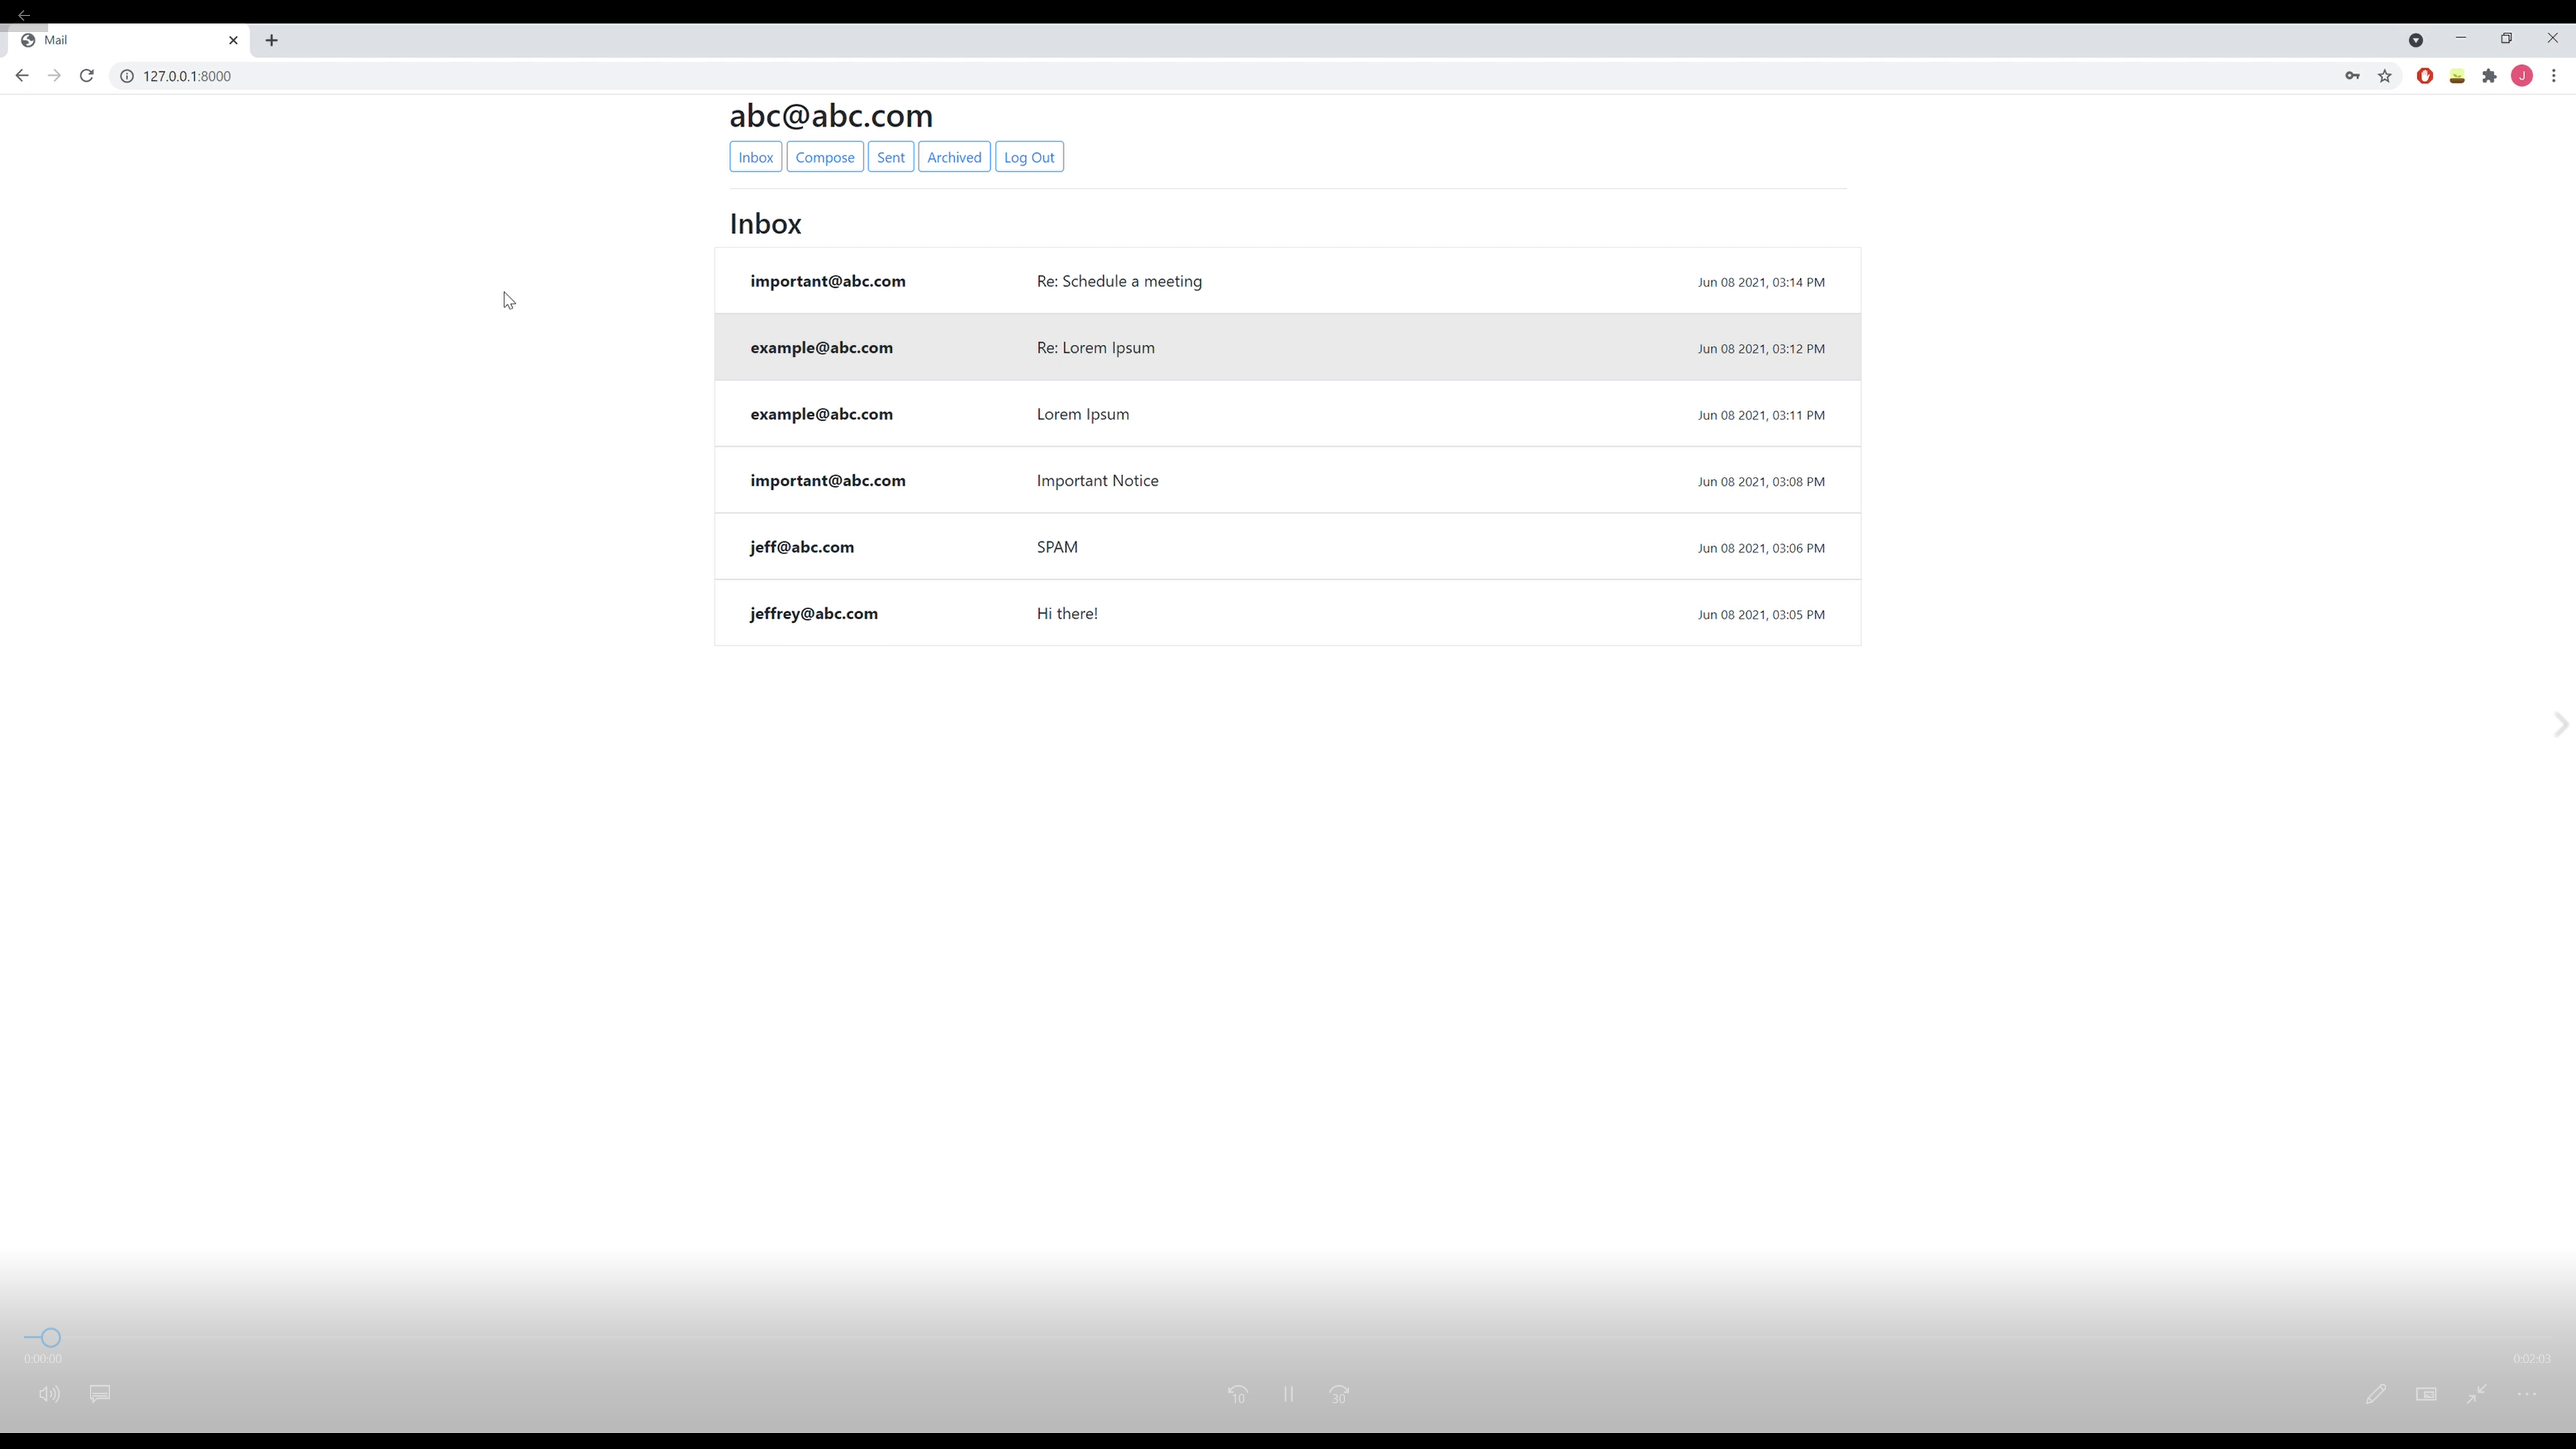 Mail
127.0.0.1:8000
J
abc@abc.com
Inbox Compose Sent Archived Log Out
Inbox
important@abc.com Re: Schedule a meeting Jun 08 2021, 03:14 PM
example@abc.com Re: Lorem Ipsum Jun 08 2021, 03:12 PM
example@abc.com Lorem Ipsum Jun 08 2021, 03:11 PM
important@abc.com Important Notice Jun 08 2021, 03:08 PM
jeff@abc.com SPAM Jun 08 2021, 03:06 PM
jeffrey@abc.com Hi there! Jun 08 2021, 03:05 PM
0:00:00 0:02:03
10 30